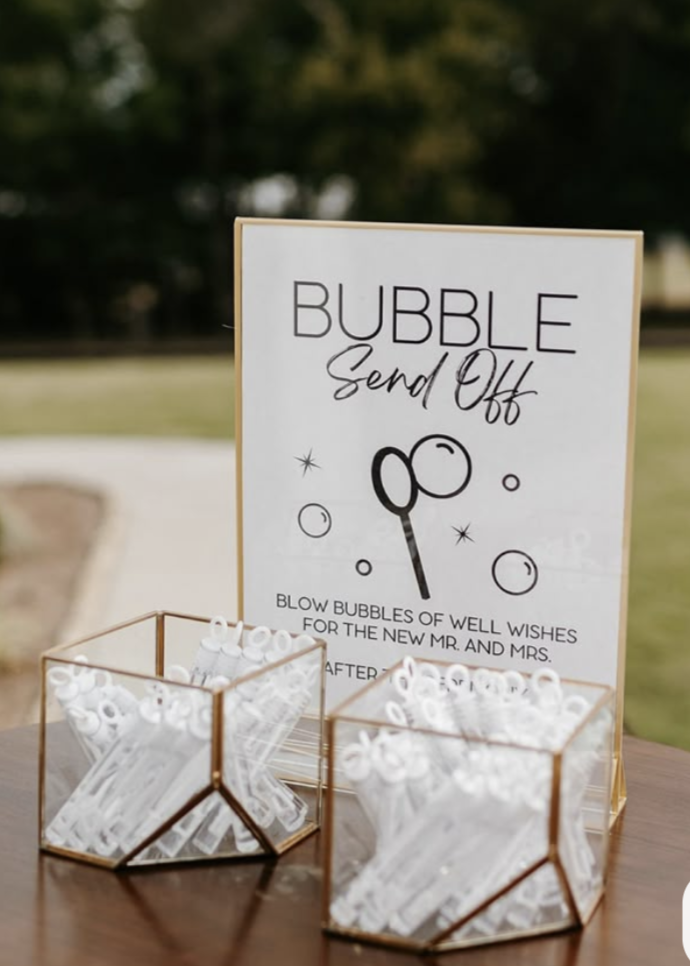 BUBBLE
Send Off
BLOW BUBBLES OF WELL WISHES
FOR THE NEW MR. AND MRS.
AFTER